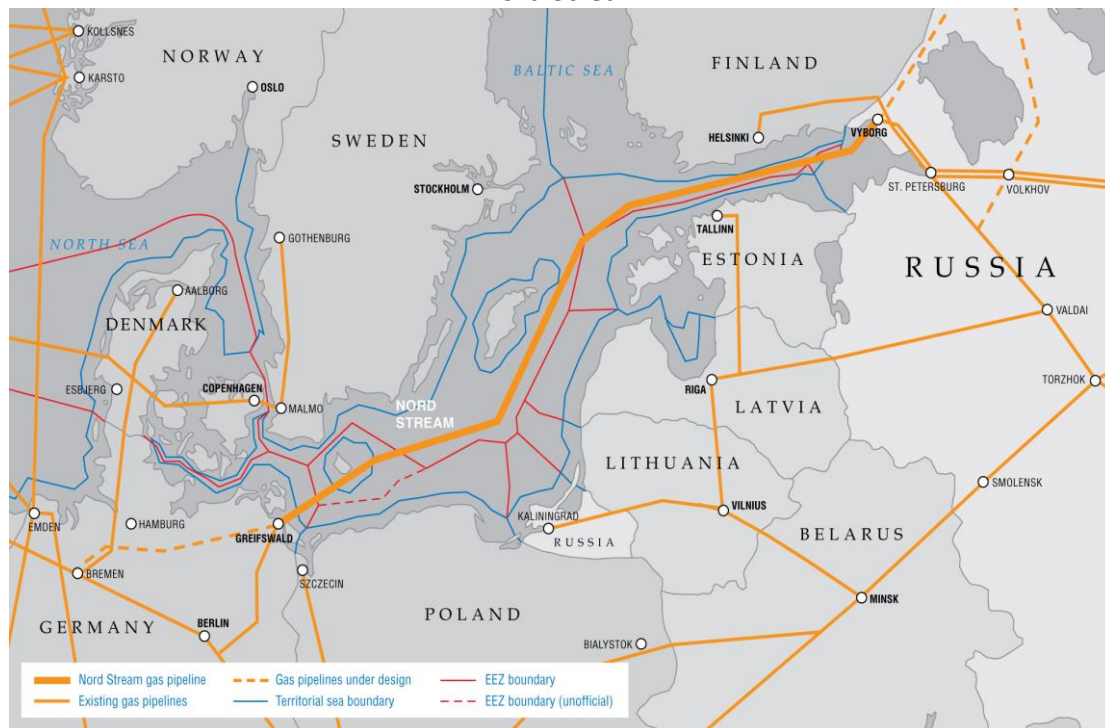 KOLLSNES
NORWAY
KARSTO
OSLO
BALTIC SEA
FINLAND
HELSINKI
VYBORG
SWEDEN
STOCKHOLM
ST. PETERSBURG
VOLKHOV
TALLINN
NORTH SEA
GOTHENBURG
ESTONIA
RUSSIA
AALBORG
DENMARK
VALDAI
ESBJERG
COPENHAGEN
MALMO
RIGA
TORZHOK
NORD
STREAM
LATVIA
LITHUANIA
SMOLENSK
EMDEN
HAMBURG
GREIFSWALD
KALININGRAD
RUSSIA
VILNIUS
BELARUS
BREMEN
SZCZECIN
MINSK
GERMANY
BERLIN
POLAND
BIALYSTOK
Nord Stream gas pipeline
Gas pipelines under design
EEZ boundary
Existing gas pipelines
Territorial sea boundary
EEZ boundary (unofficial)